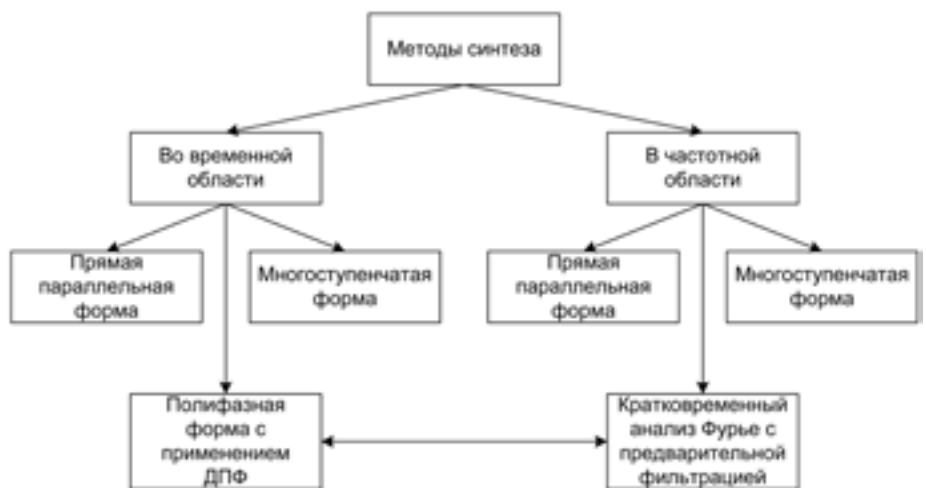 Методы синтеза
Во временной
области
В частотной
области
Прямая
параллельная
форма
Многоступенчатая
форма
Прямая
параллельная
форма
Многоступенчатая
форма
Полифазная
форма с
применением
ДПФ
Кратковременный
анализ Фурье с
предварительной
фильтрацией